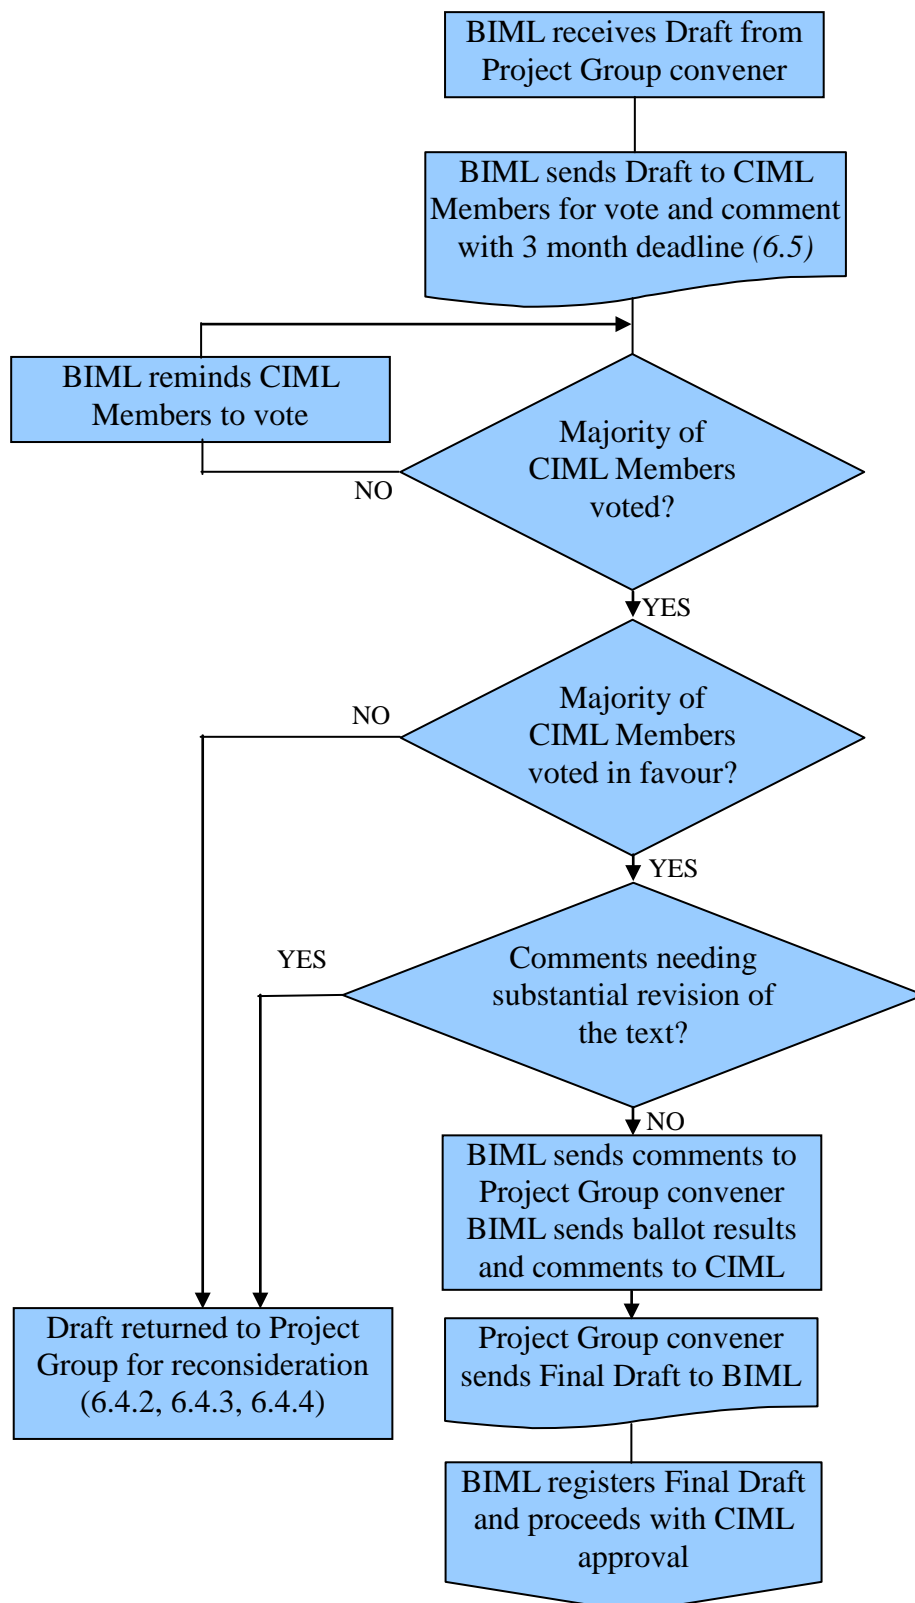 BIML receives Draft from
Project Group convener
BIML sends Draft to CIML
Members for vote and comment
with 3 month deadline (6.5)
BIML reminds CIML
Members to vote
NO
Majority of
CIML Members
voted?
YES
NO
Majority of
CIML Members
voted in favour?
YES
YES
Comments needing
substantial revision of
the text?
NO
BIML sends comments to
Project Group convener
BIML sends ballot results
and comments to CIML
Draft returned to Project
Group for reconsideration
(6.4.2, 6.4.3, 6.4.4)
Project Group convener
sends Final Draft to BIML
BIML registers Final Draft
and proceeds with CIML
approval